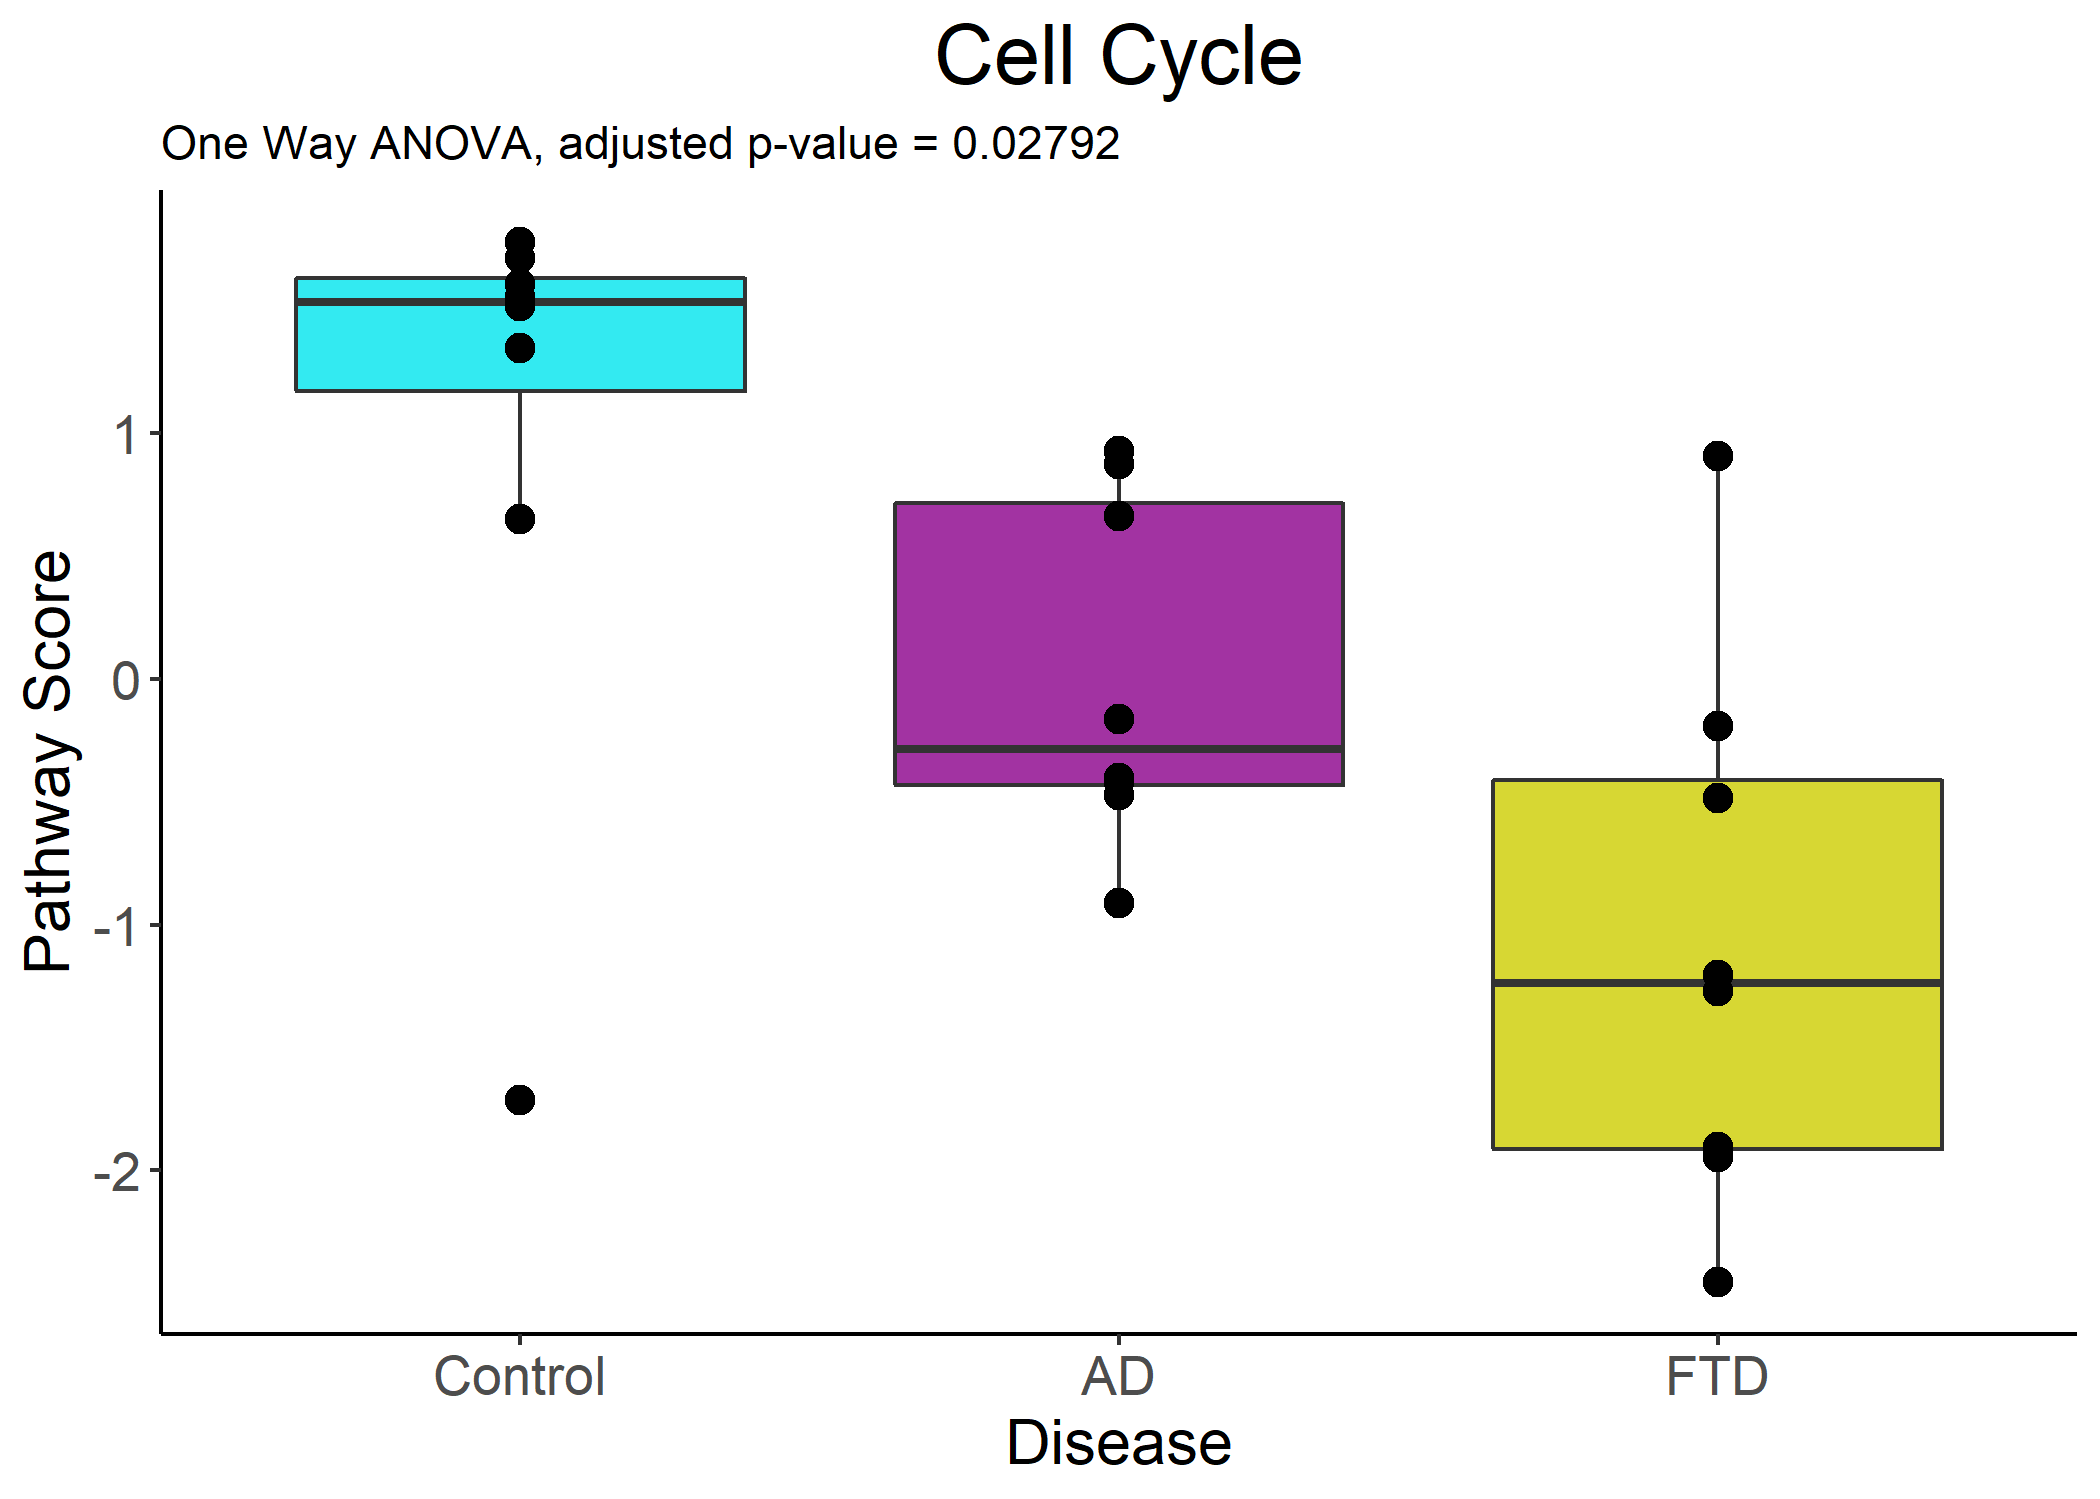 Cell Cycle
One Way ANOVA, adjusted p-value = 0.02792
Pathway Score
1
0
-1
-2
Control AD FTD
Disease